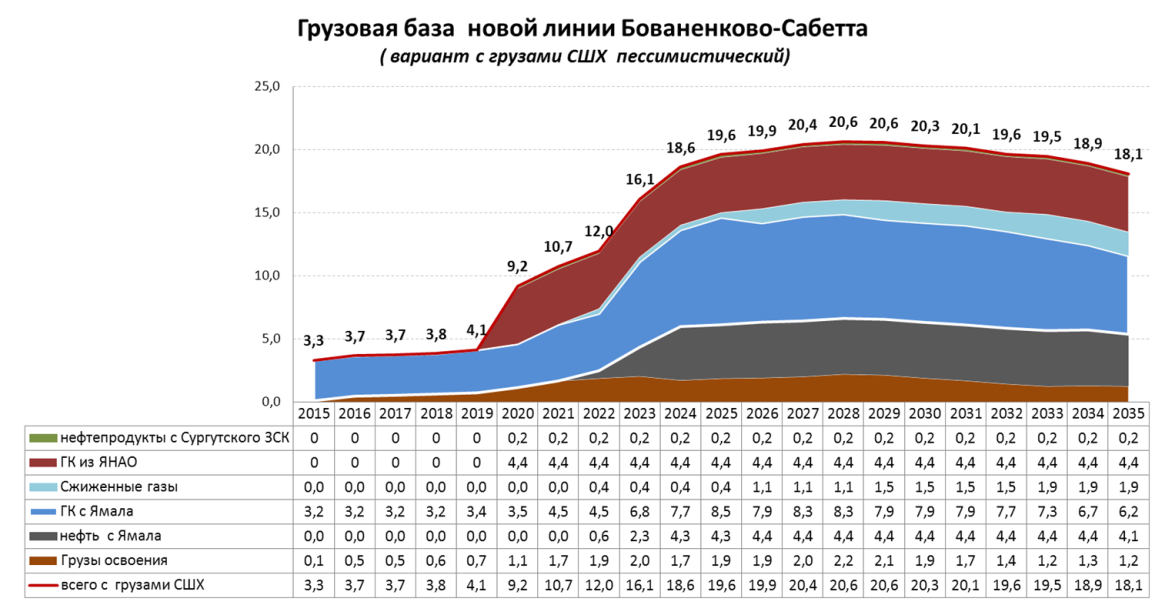 Грузовая база новой линии Бованенково-Сабетта
( вариант с грузами СШХ пессимистический)
25,0
20,0
15,0
10,0
5,0
0,0
3,3 3,7 3,7 3,8 4,1 9,2 10,7 12,0 16,1 18,6 19,6 19,9 20,4 20,6 20,6 20,3 20,1 19,6 19,5 18,9 18,1
2015 2016 2017 2018 2019 2020 2021 2022 2023 2024 2025 2026 2027 2028 2029 2030 2031 2032 2033 2034 2035
нефтепродукты с Сургутского ЗСК 0 0 0 0 0 0,2 0,2 0,2 0,2 0,2 0,2 0,2 0,2 0,2 0,2 0,2 0,2 0,2 0,2 0,2 0,2
ГК из ЯНАО 0 0 0 0 0 4,4 4,4 4,4 4,4 4,4 4,4 4,4 4,4 4,4 4,4 4,4 4,4 4,4 4,4 4,4 4,4
Сжиженные газы 0,0 0,0 0,0 0,0 0,0 0,0 0,0 0,4 0,4 0,4 0,4 1,1 1,1 1,1 1,5 1,5 1,5 1,5 1,9 1,9 1,9
ГК с Ямала 3,2 3,2 3,2 3,2 3,4 3,5 4,5 4,5 6,8 7,7 8,5 7,9 8,3 8,3 7,9 7,9 7,9 7,7 7,3 6,7 6,2
нефть с Ямала 0,0 0,0 0,0 0,0 0,0 0,0 0,0 0,6 2,3 4,3 4,3 4,4 4,4 4,4 4,4 4,4 4,4 4,4 4,4 4,4 4,1
Грузы освоения 0,1 0,5 0,5 0,6 0,7 1,1 1,7 1,9 2,0 1,7 1,9 1,9 2,0 2,2 2,1 1,9 1,7 1,4 1,2 1,3 1,2
всего с грузами СШХ 3,3 3,7 3,7 3,8 4,1 9,2 10,7 12,0 16,1 18,6 19,6 19,9 20,4 20,6 20,6 20,3 20,1 19,6 19,5 18,9 18,1